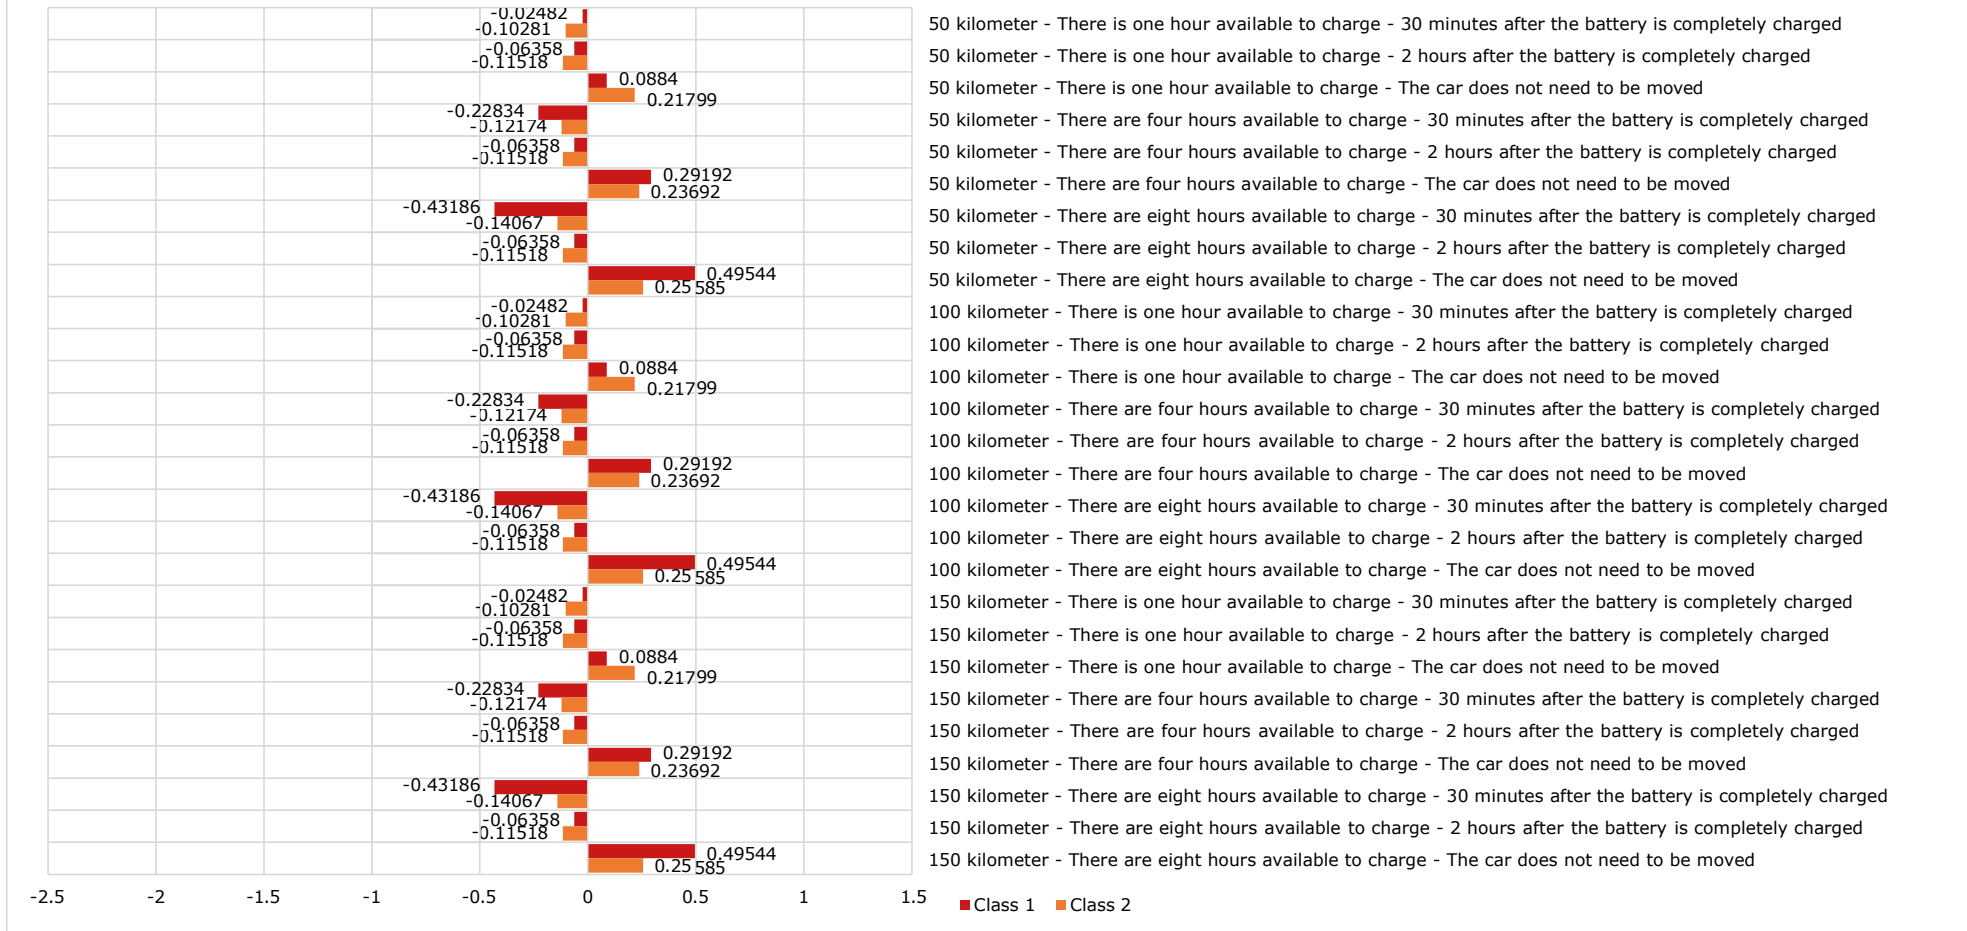 -0.02482 50 kilometer - There is one hour available to charge - 30 minutes after the battery is completely charged
-0.10281
-0.06358 50 kilometer - There is one hour available to charge - 2 hours after the battery is completely charged
-0.11518
0.0884 50 kilometer - There is one hour available to charge - The car does not need to be moved
0.21799
-0.22834 50 kilometer - There are four hours available to charge - 30 minutes after the battery is completely charged
-0.12174
-0.06358 50 kilometer - There are four hours available to charge - 2 hours after the battery is completely charged
-0.11518
0.29192 50 kilometer - There are four hours available to charge - The car does not need to be moved
0.23692
-0.43186 50 kilometer - There are eight hours available to charge - 30 minutes after the battery is completely charged
-0.14067
-0.06358 50 kilometer - There are eight hours available to charge - 2 hours after the battery is completely charged
-0.11518
0.49544 50 kilometer - There are eight hours available to charge - The car does not need to be moved
0.25585
-0.02482 100 kilometer - There is one hour available to charge - 30 minutes after the battery is completely charged
-0.10281
-0.06358 100 kilometer - There is one hour available to charge - 2 hours after the battery is completely charged
-0.11518
0.0884 100 kilometer - There is one hour available to charge - The car does not need to be moved
0.21799
-0.22834 100 kilometer - There are four hours available to charge - 30 minutes after the battery is completely charged
-0.12174
-0.06358 100 kilometer - There are four hours available to charge - 2 hours after the battery is completely charged
-0.11518
0.29192 100 kilometer - There are four hours available to charge - The car does not need to be moved
0.23692
-0.43186 100 kilometer - There are eight hours available to charge - 30 minutes after the battery is completely charged
-0.14067
-0.06358 100 kilometer - There are eight hours available to charge - 2 hours after the battery is completely charged
-0.11518
0.49544 100 kilometer - There are eight hours available to charge - The car does not need to be moved
0.25585
-0.02482 150 kilometer - There is one hour available to charge - 30 minutes after the battery is completely charged
-0.10281
-0.06358 150 kilometer - There is one hour available to charge - 2 hours after the battery is completely charged
-0.11518
0.0884 150 kilometer - There is one hour available to charge - The car does not need to be moved
0.21799
-0.22834 150 kilometer - There are four hours available to charge - 30 minutes after the battery is completely charged
-0.12174
-0.06358 150 kilometer - There are four hours available to charge - 2 hours after the battery is completely charged
-0.11518
0.29192 150 kilometer - There are four hours available to charge - The car does not need to be moved
0.23692
-0.43186 150 kilometer - There are eight hours available to charge - 30 minutes after the battery is completely charged
-0.14067
-0.06358 150 kilometer - There are eight hours available to charge - 2 hours after the battery is completely charged
-0.11518
0.49544 150 kilometer - There are eight hours available to charge - The car does not need to be moved
0.25585
-2.5 -2 -1.5 -1 -0.5 0 0.5 1 1.5
Class 1 Class 2